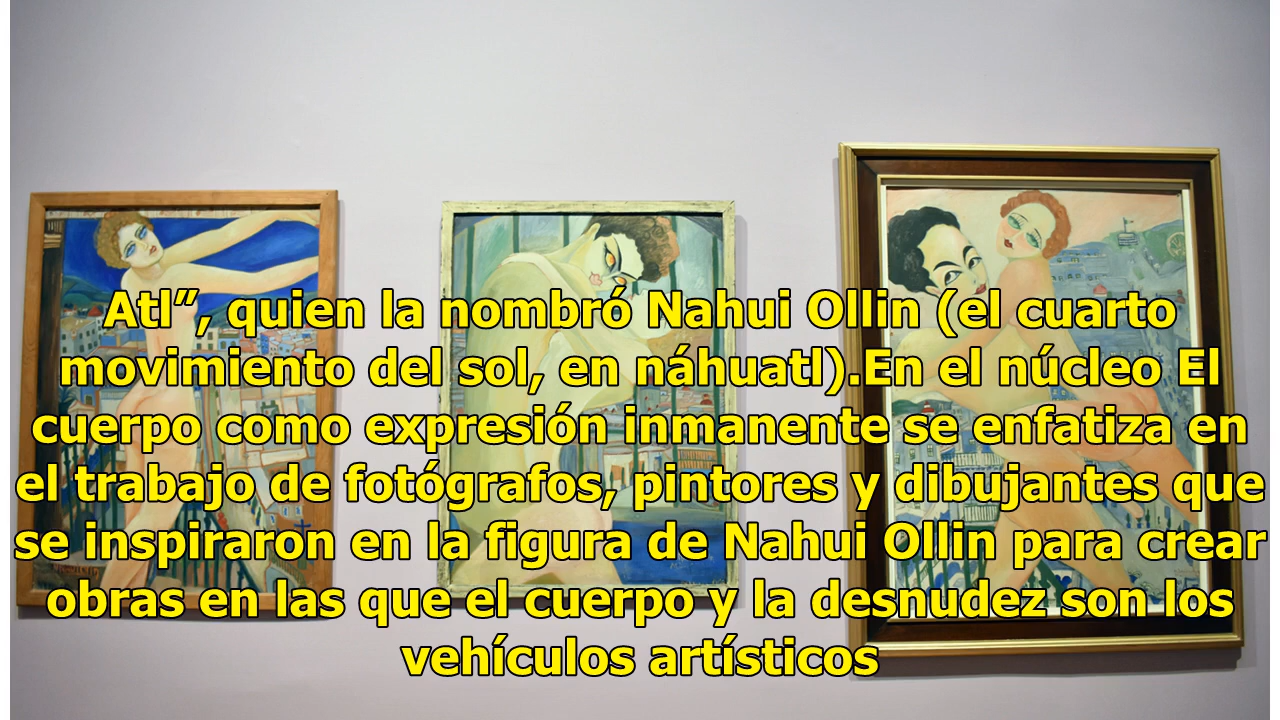 Atl”, quien la nombró Nahui Ollin (el cuarto
movimiento del sol, en náhuatl).En el núcleo El
cuerpo como expresión inmanente se enfatiza en
el trabajo de fotógrafos, pintores y dibujantes que
se inspiraron en la figura de Nahui Ollin para crear
obras en las que el cuerpo y la desnudez son los
vehículos artísticos